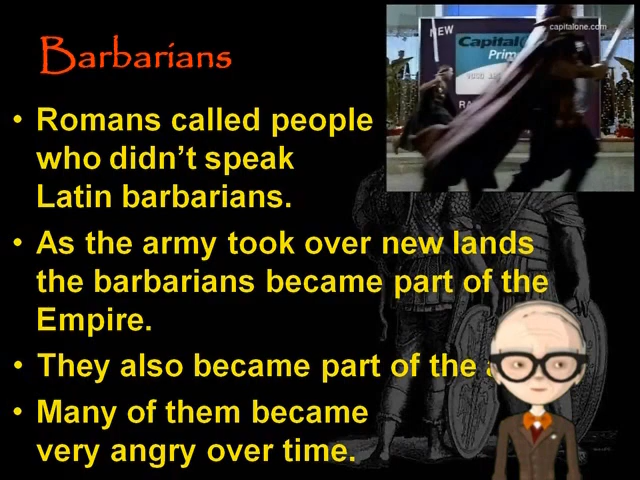 Barbarians
NEW
capitalone.com
Capital
Prim
• Romans called people
who didn't speak
Latin barbarians.
• As the army took over new lands
the barbarians became part of the
Empire.
• They also became part of the
• Many of them became
very angry over time.